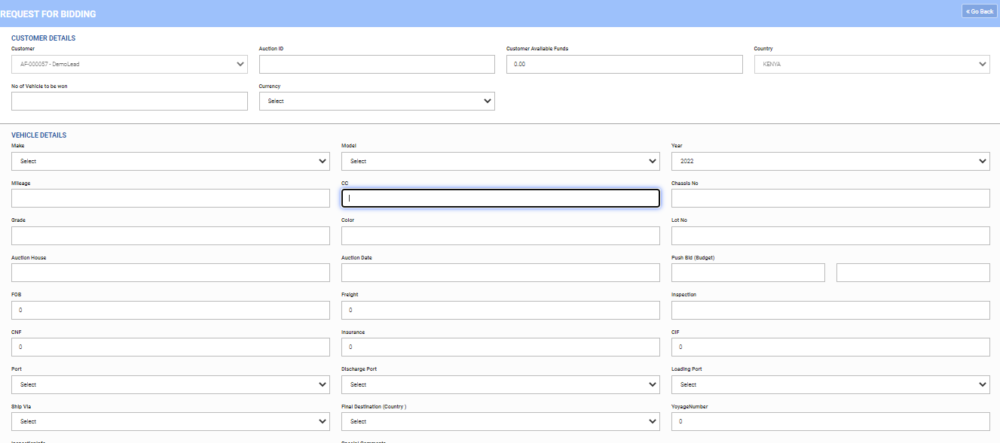 REQUEST FOR BIDDING
« Go Back
CUSTOMER DETAILS
Customer Auction ID Customer Available Funds Country
AF-000057 - DemoLead 0.00 KENYA
No of Vehicle to be won Currency
Select
VEHICLE DETAILS
Make Model Year
Select Select 2022
Mileage CC Chassis No
Grade Color Lot No
Auction House Auction Date Push Bid (Budget)
FOB Freight Inspection
0 0
CNF Insurance CIF
0 0 0
Port Discharge Port Loading Port
Select Select Select
Ship Via Final Destination (Country ) VoyageNumber
Select Select 0
InspectionInfo Special Comments